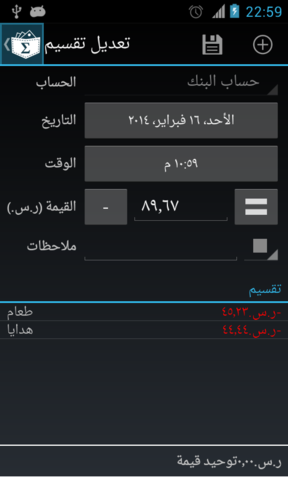 22:59
تعديل تقسيم
الحساب
حساب البنك
التاريخ
الأحد، ١٦ فبراير، ٢٠١٤
الوقت
١٠:٥٩ م
القيمة (ر.س.)
-
٨٩,٦٧
ملاحظات
تقسيم
طعام
-ر.س.٤٥,٢٣
هدايا
-ر.س.٤٤,٤٤
ر.س.٠,٠٠توحيد قيمة